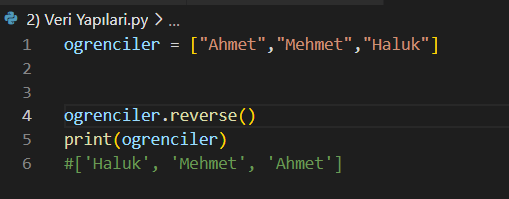 2) Veri Yapılari.py > ...
1 ogrenciler = ["Ahmet","Mehmet","Haluk"]
2
3
4 ogrenciler.reverse()
5 print(ogrenciler)
6 #['Haluk', 'Mehmet', 'Ahmet']